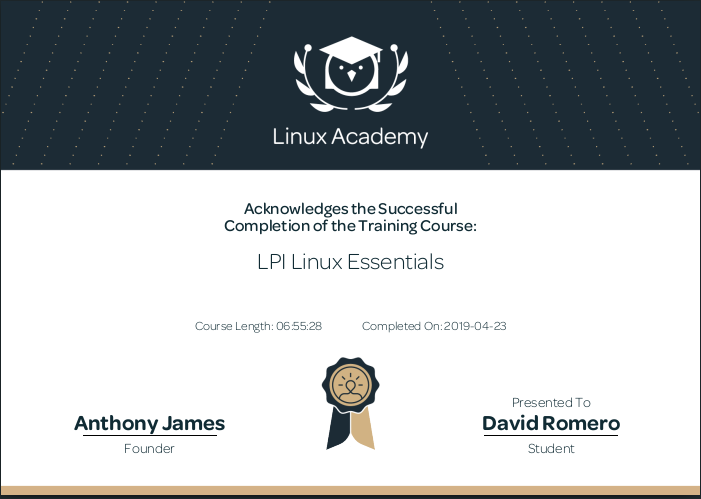 Linux Academy
Acknowledges the Successful
Completion of the Training Course:
LPI Linux Essentials
Course Length: 06:55:28 Completed On: 2019-04-23
Presented To
Anthony James David Romero
Founder Student